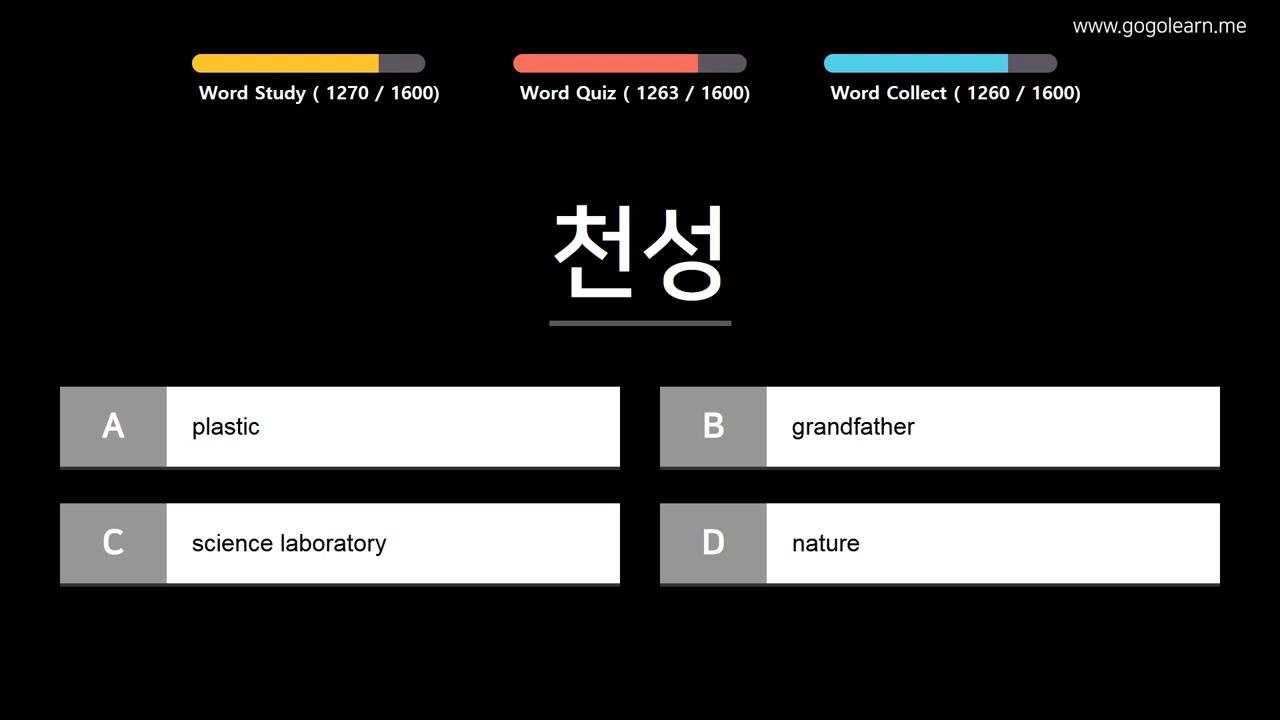 www.gogolearn.me
Word Study ( 1270 / 1600)
Word Quiz ( 1263 / 1600)
Word Collect ( 1260 / 1600)
천성
A plastic
B grandfather
C science laboratory
D nature